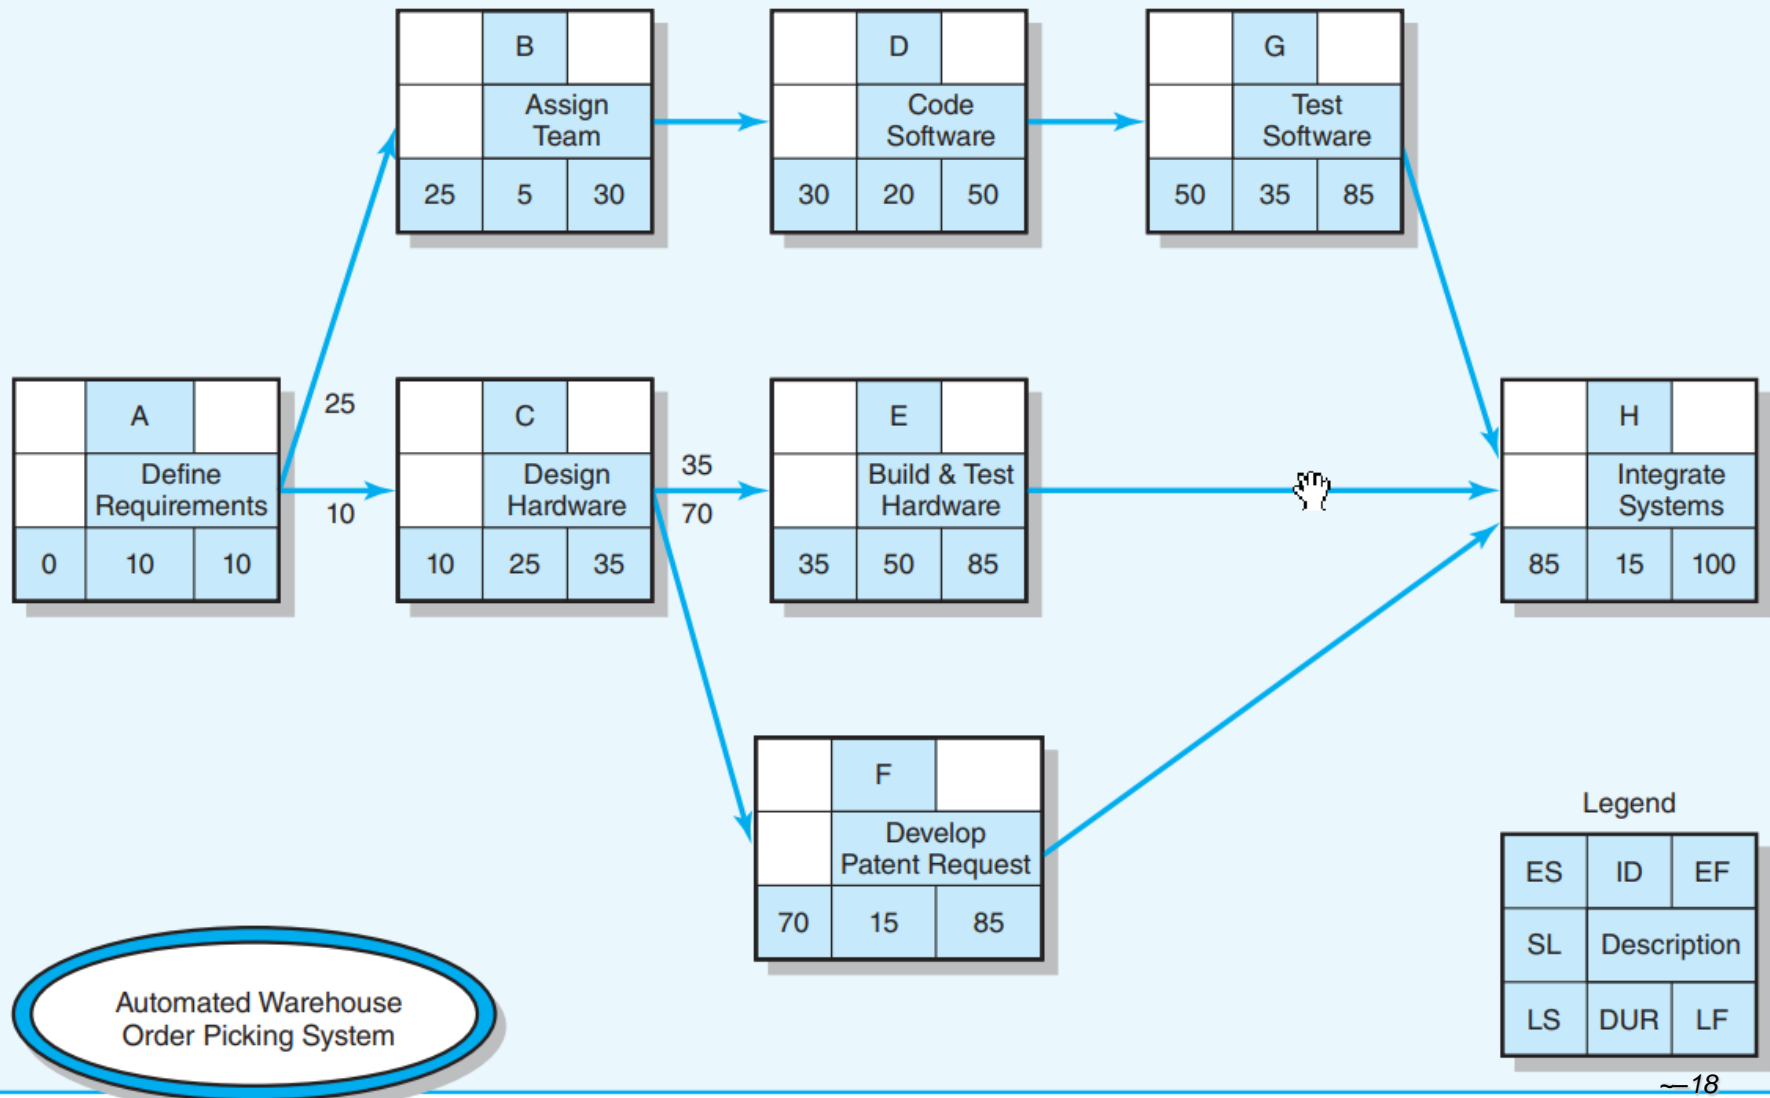 B
Assign
Team
25 5 30
D
Code
Software
30 20 50
G
Test
Software
50 35 85
A
Define
Requirements
0 10 10
25
10
C
Design
Hardware
10 25 35
35
70
E
Build & Test
Hardware
35 50 85
H
Integrate
Systems
85 15 100
F
Develop
Patent Request
70 15 85
Legend
ES ID EF
SL Description
LS DUR LF
Automated Warehouse
Order Picking System
~–18